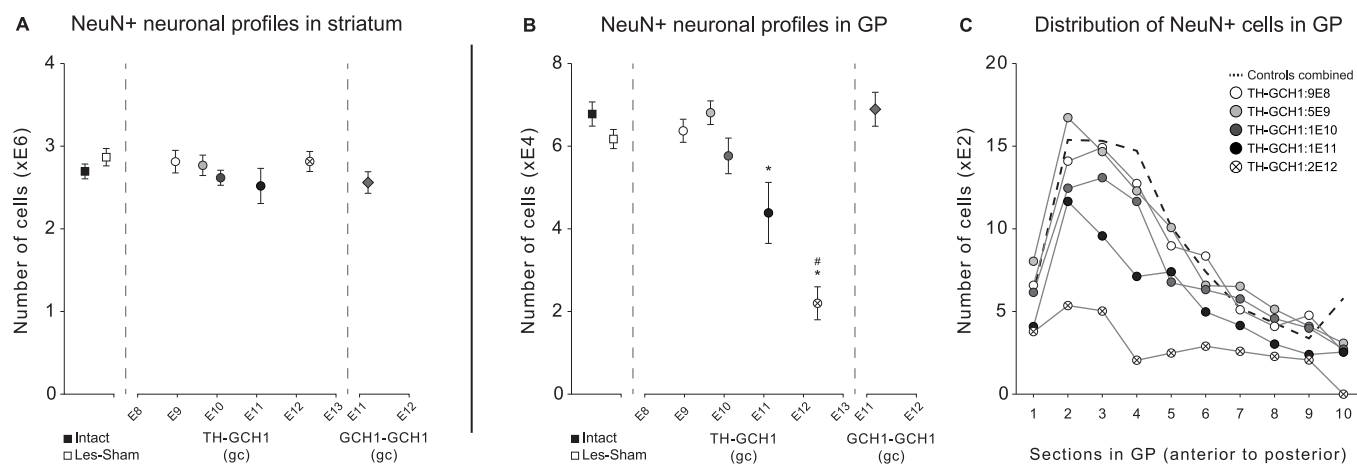 A NeuN+ neuronal profiles in striatum
Number of cells (xE6)
4
3
2
1
0
E8 E9 E10 E11 E12 E13 E11 E12
Intact
Les-Sham
TH-GCH1
(gc)
GCH1-GCH1
(gc)
B NeuN+ neuronal profiles in GP
Number of cells (xE4)
8
6
4
2
0
*
#
*
E8 E9 E10 E11 E12 E13 E11 E12
Intact
Les-Sham
TH-GCH1
(gc)
GCH1-GCH1
(gc)
C Distribution of NeuN+ cells in GP
Number of cells (xE2)
20
15
10
5
0
Controls combined
TH-GCH1:9E8
TH-GCH1:5E9
TH-GCH1:1E10
TH-GCH1:1E11
TH-GCH1:2E12
1 2 3 4 5 6 7 8 9 10
Sections in GP (anterior to posterior)